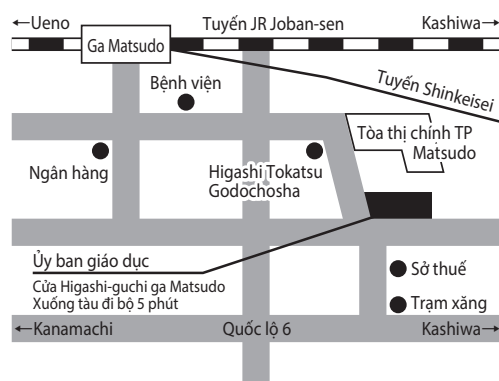 ←Ueno
Tuyến JR Joban-sen
Kashiwa→
Ga Matsudo
Bệnh viện
Tuyến Shinkeisei
Tòa thị chính TP
Matsudo
Ngân hàng
Higashi Tokatsu
Godochosha
Ủy ban giáo dục
Cửa Higashi-guchi ga Matsudo
Xuống tàu đi bộ 5 phút
Sở thuế
Trạm xăng
←Kanamachi
Quốc lộ 6
Kashiwa→